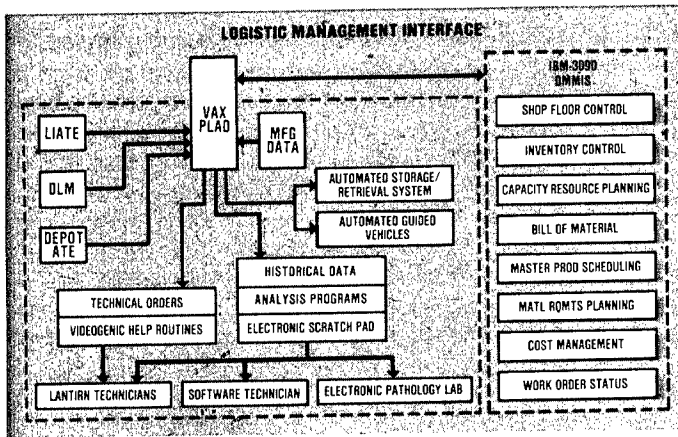 LOGISTIC MANAGEMENT INTERFACE
VAX
PLAD
IBM-3090
DMMIS
LIATE
MFG
DATA
DLM
DEPOT
ATE
AUTOMATED STORAGE/
RETRIEVAL SYSTEM
AUTOMATED GUIDED
VEHICLES
HISTORICAL DATA
ANALYSIS PROGRAMS
ELECTRONIC SCRATCH PAD
TECHNICAL ORDERS
VIDEOGENIC HELP ROUTINES
LANTIRN TECHNICIANS
SOFTWARE TECHNICIAN
ELECTRONIC PATHOLOGY LAB
SHOP FLOOR CONTROL
INVENTORY CONTROL
CAPACITY RESOURCE PLANNING
BILL OF MATERIAL
MASTER PROD SCHEDULING
MATL RQMTS PLANNING
COST MANAGEMENT
WORK ORDER STATUS